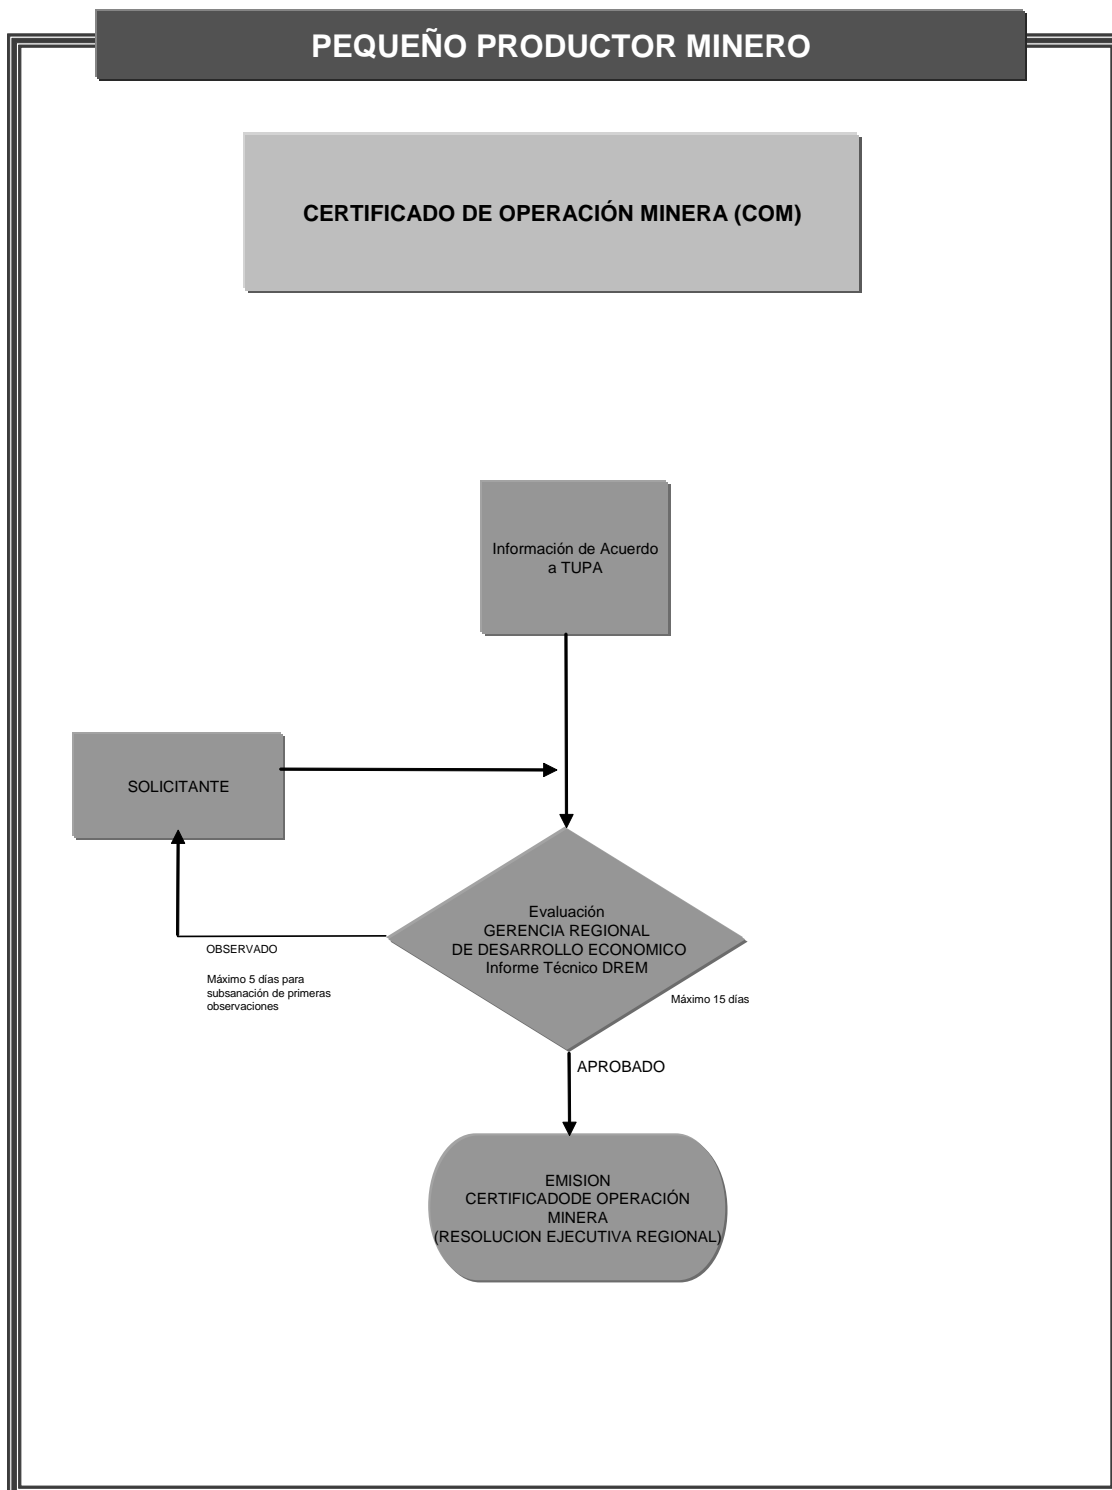 PEQUEÑO PRODUCTOR MINERO
CERTIFICADO DE OPERACIÓN MINERA (COM)
Información de Acuerdo
a TUPA
SOLICITANTE
Evaluación
GERENCIA REGIONAL
DE DESARROLLO ECONOMICO
Informe Técnico DREM
OBSERVADO
Máximo 5 días para
subsanación de primeras
observaciones
Máximo 15 días
APROBADO
EMISION
CERTIFICADODE OPERACIÓN
MINERA
(RESOLUCION EJECUTIVA REGIONAL)